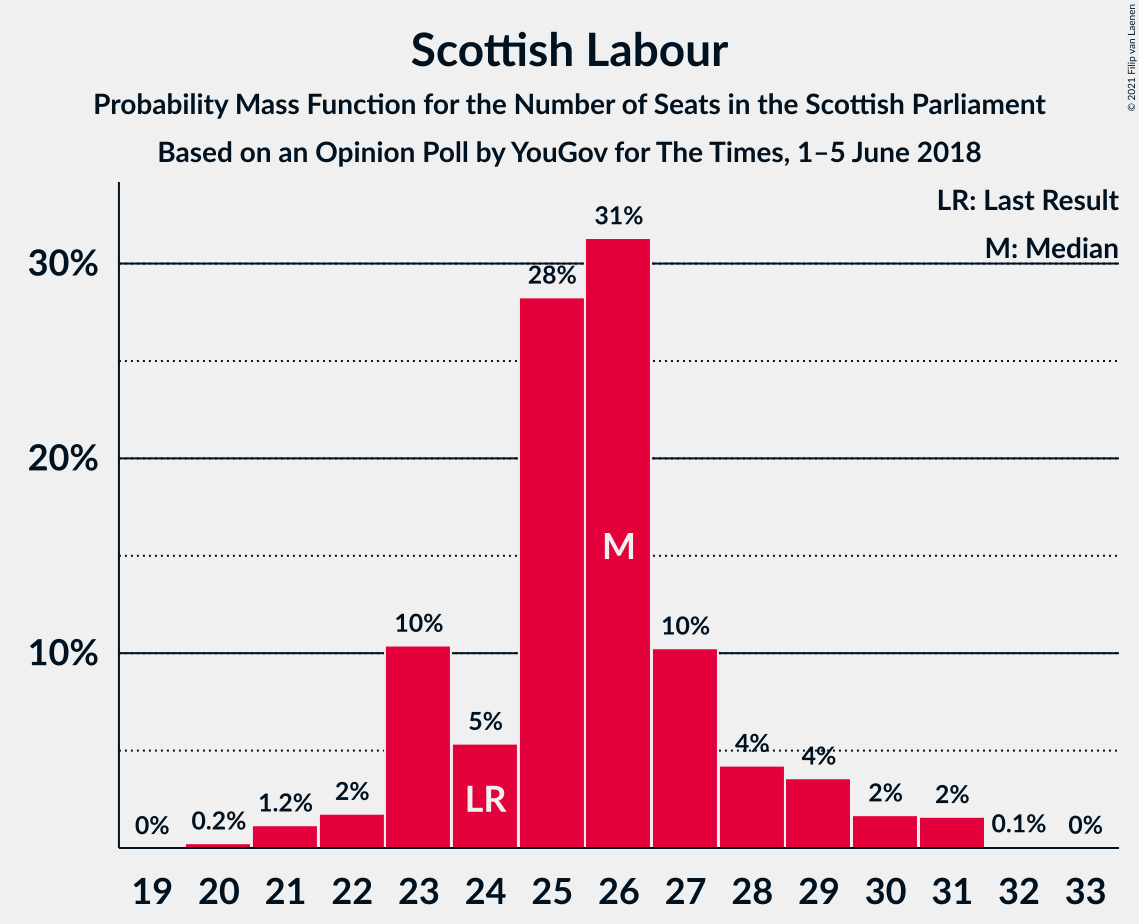 Scottish Labour
Probability Mass Function for the Number of Seats in the Scottish Parliament
Based on an Opinion Poll by YouGov for The Times, 1–5 June 2018
© 2021 Filip van Laenen
LR: Last Result
M: Median
30%
20%
10%
0%
0.2%
1.2%
2%
10%
5%
28%
31%
10%
4%
4%
2%
2%
0.1%
0%
LR
M
19 20 21 22 23 24 25 26 27 28 29 30 31 32 33